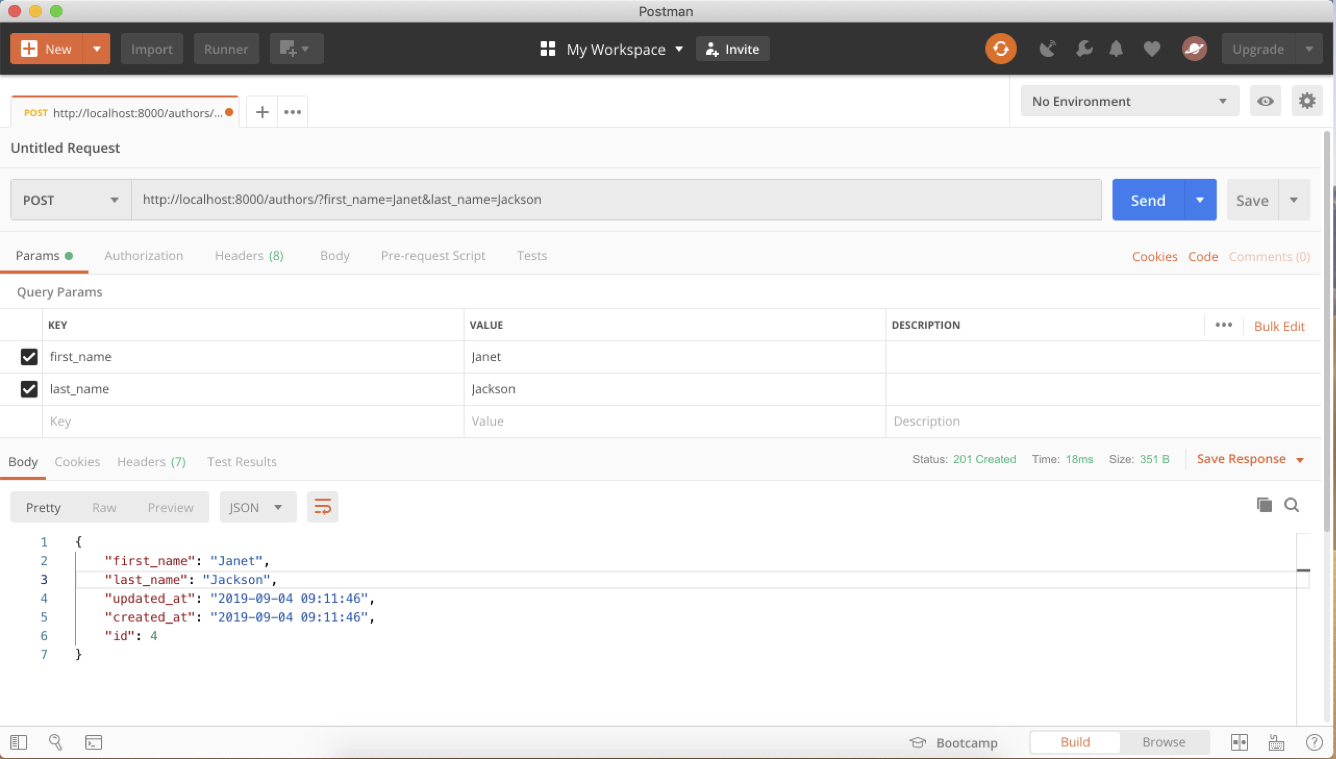 Postman
New Import Runner My Workspace Invite Upgrade
POST http://localhost:8000/authors/... No Environment
Untitled Request
POST http://localhost:8000/authors/?first_name=Janet&last_name=Jackson Send Save
Params Authorization Headers (8) Body Pre-request Script Tests Cookies Code Comments (0)
Query Params
KEY VALUE DESCRIPTION Bulk Edit
first_name Janet
last_name Jackson
Key Value Description
Body Cookies Headers (7) Test Results Status: 201 Created Time: 18ms Size: 351 B Save Response
Pretty Raw Preview JSON
1 {
2 "first_name": "Janet",
3 "last_name": "Jackson",
4 "updated_at": "2019-09-04 09:11:46",
5 "created_at": "2019-09-04 09:11:46",
6 "id": 4
7 }
Bootcamp Build Browse